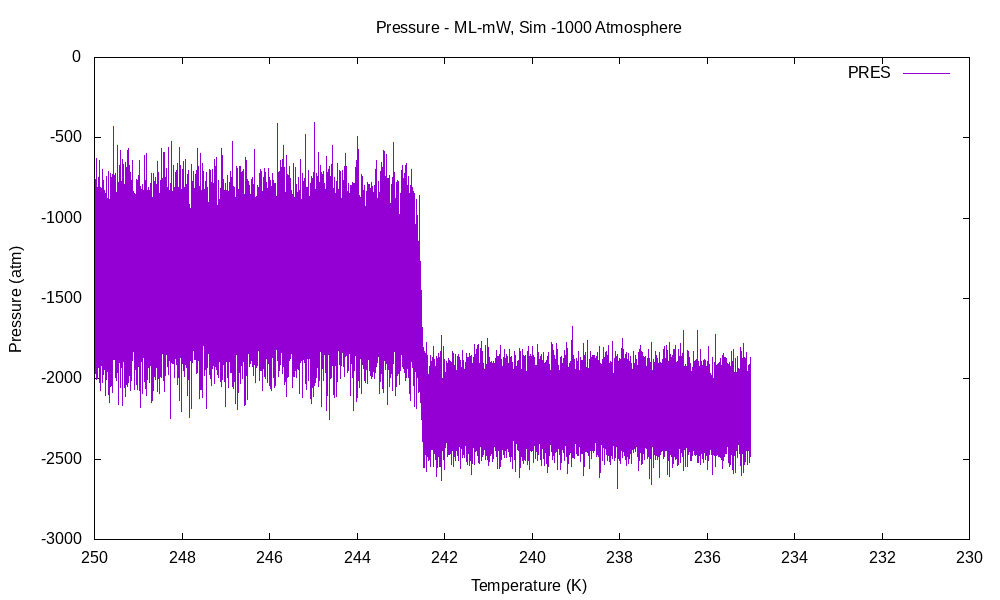 Pressure - ML-mW, Sim -1000 Atmosphere
PRES
0
-500
-1000
-1500
-2000
-2500
-3000
Pressure (atm)
250 248 246 244 242 240 238 236 234 232 230
Temperature (K)